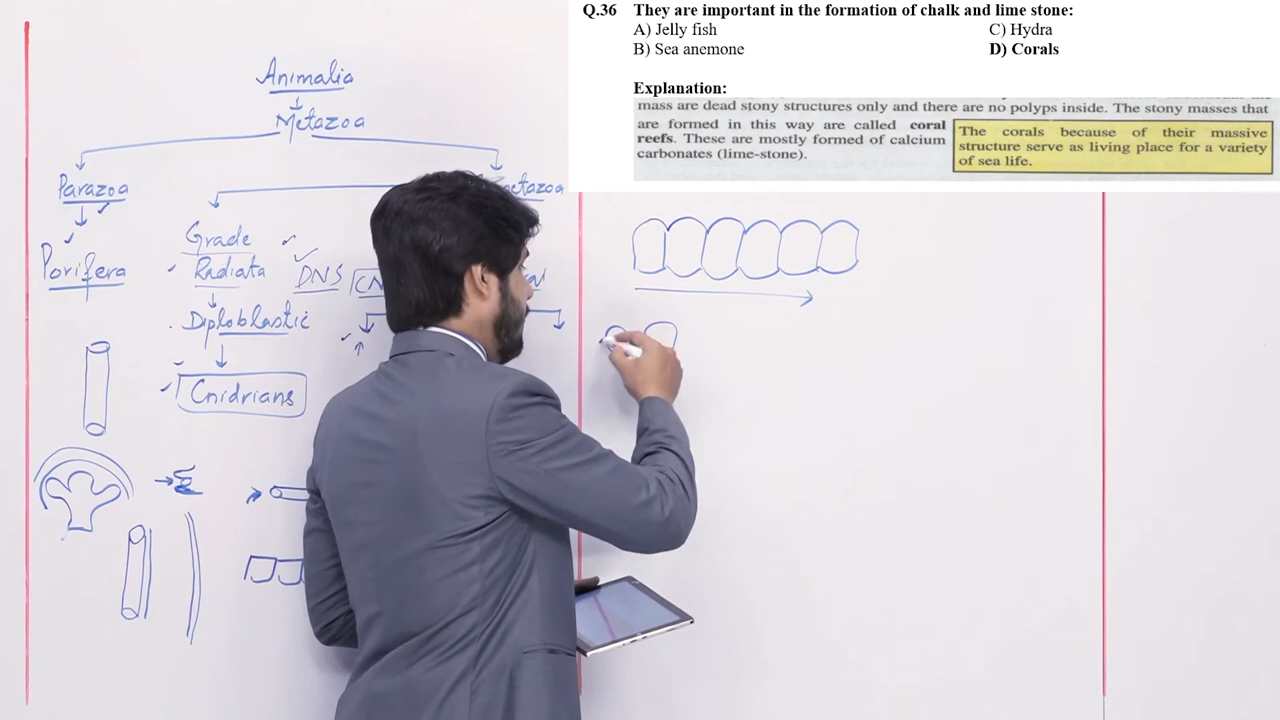 Q.36 They are important in the formation of chalk and lime stone:
A) Jelly fish C) Hydra
B) Sea anemone D) Corals
Explanation:
mass are dead stony structures only and there are no polyps inside. The stony masses that
are formed in this way are called coral
reefs. These are mostly formed of calcium
carbonates (lime-stone).
The corals because of their massive
structure serve as living place for a variety
of sea life.
Animalia
Metazoa
Parazoa
Grade
Porifera
Radiata
DNS
Diploblastic
Cnidrians